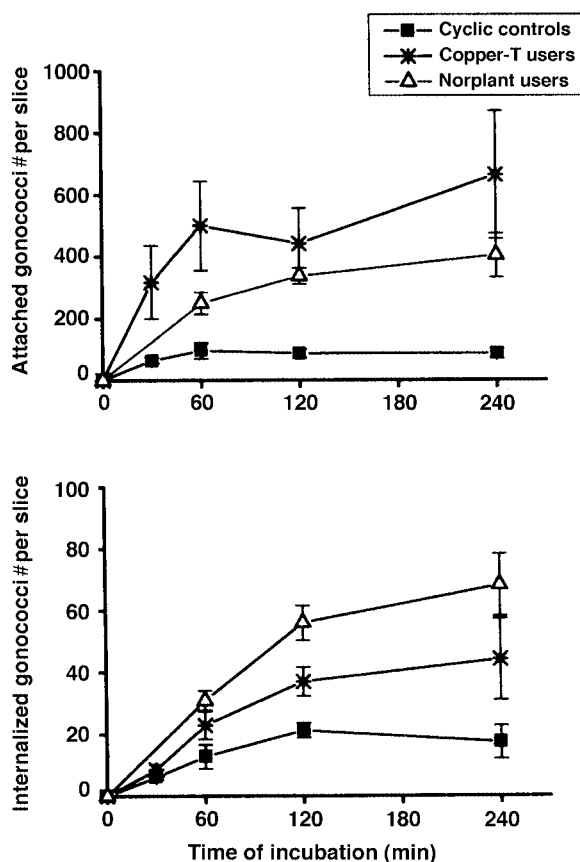 Cyclic controls
Copper-T users
Norplant users
Attached gonococci # per slice
1000
800
600
400
200
0
0 60 120 180 240
Internalized gonococci # per slice
100
80
60
40
20
0
0 60 120 180 240
Time of incubation (min)